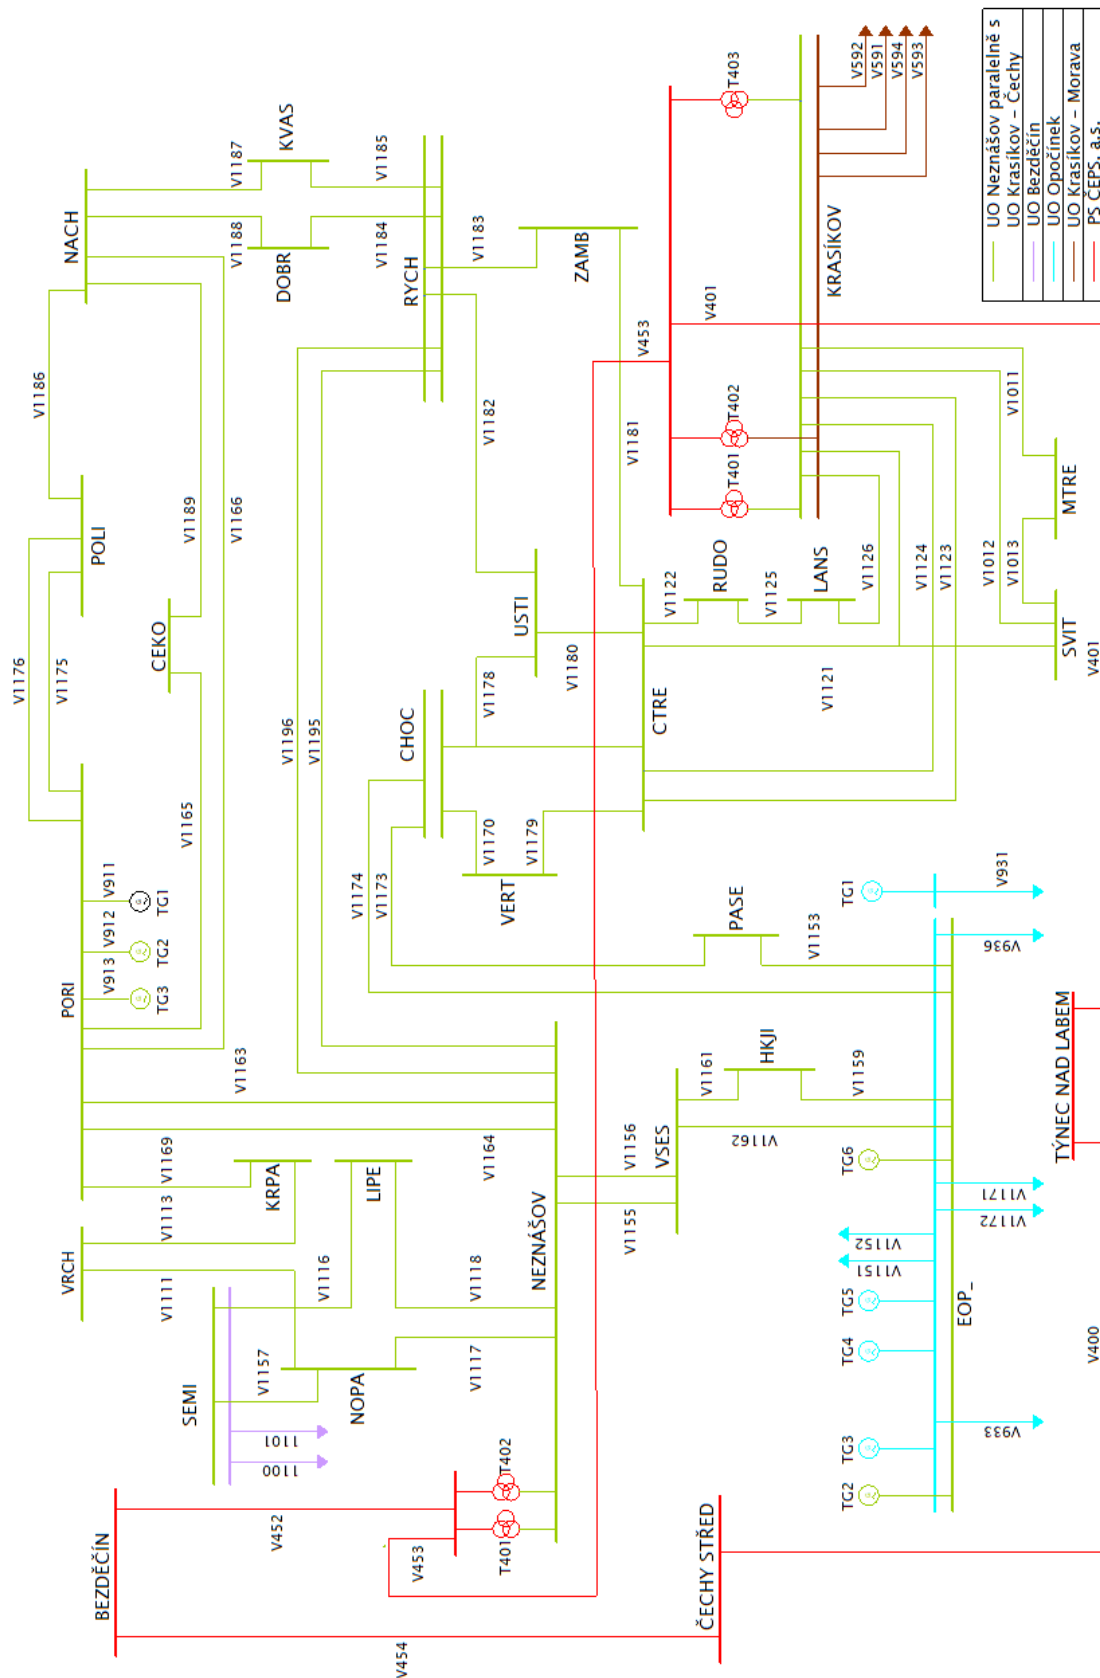 V592
V591
V594
V593
UO Neznášov paralelně s
UO Krasíkov – Čechy
UO Bezděčín
UO Opočínek
UO Krasíkov – Morava
PS ČEPS, a.s.
T403
KRASÍKOV
V401
V453
T402
T401
V1011
MTRE
V1012
V1013
SVIT
V401
V1124
V1123
V1126
LANS
V1125
RUDO
V1122
V1121
V1181
ZAMB
V1183
RYCH
V1184
V1185
KVAS
V1187
V1188
DOBR
NACH
V1186
POLI
V1189
V1166
CEKO
V1176
V1175
V1165
V1182
USTI
V1180
V1178
CTRE
CHOC
V1196
V1195
V1170
V1179
VERT
V1174
V1173
PASE
V1153
TG1
V931
V936
PORI
V911
V912
V913
TG1
TG2
TG3
V1163
V1164
V1169
V1113
KRPA
VRCH
V1111
LIPE
V1116
V1118
NEZNÁŠOV
V1117
V1157
NOPA
SEMI
1101
1100
V1156
V1155
VSES
V1161
V1162
HKJI
V1159
TG6
V1171
V1172
V1152
V1151
TG5
TG4
EOP_
TG3
TG2
V933
TÝNEC NAD LABEM
V400
BEZDĚČÍN
V452
T402
T401
V453
V454
ČECHY STŘED